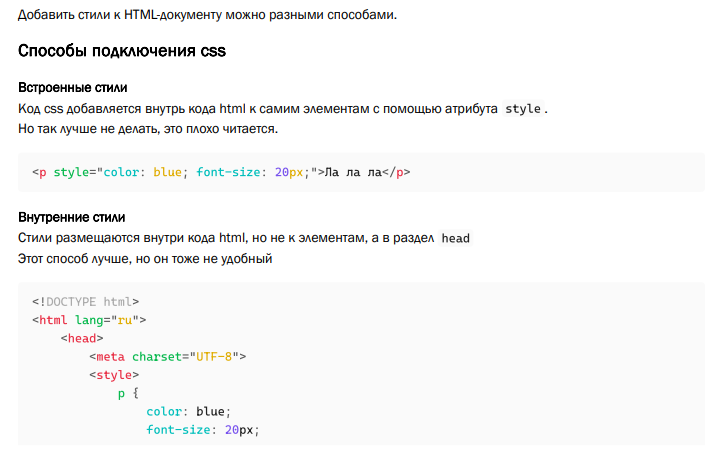 Добавить стили к HTML-документу можно разными способами.
Способы подключения css
Встроенные стили
Код css добавляется внутрь кода html к самим элементам с помощью атрибута style.
Но так лучше не делать, это плохо читается.
<p style="color: blue; font-size: 20px;">Ла ла ла</p>
Внутренние стили
Стили размещаются внутри кода html, но не к элементам, а в раздел head
Этот способ лучше, но он тоже не удобный
<!DOCTYPE html>
<html lang="ru">
    <head>
        <meta charset="UTF-8">
        <style>
            p {
                color: blue;
                font-size: 20px;